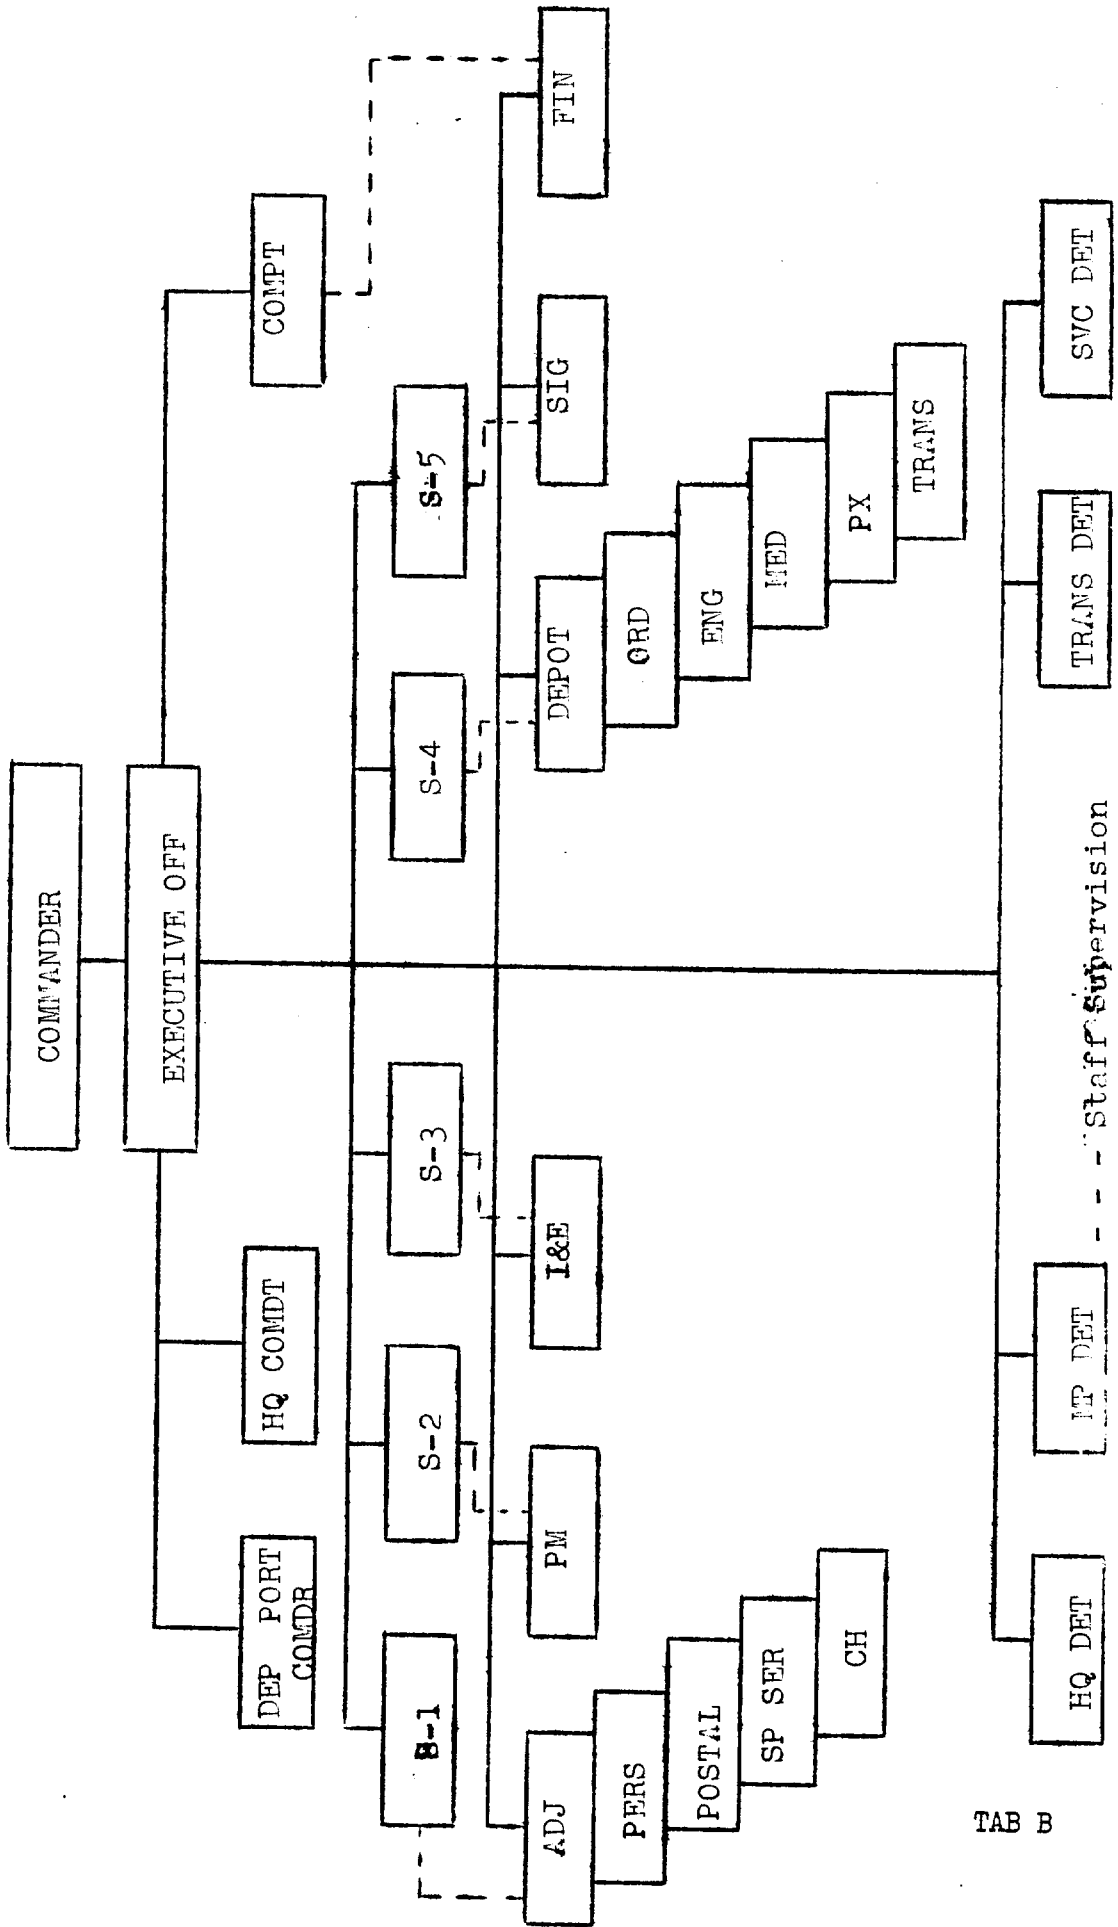 COMMANDER
EXECUTIVE OFF
DEP PORT
COMDR
HQ COMDT
COMPT
S-1
S-2
S-3
S-4
S-5
ADJ
PM
I&E
DEPOT
SIG
FIN
PERS
POSTAL
SP SER
CH
ORD
ENG
MED
PX
TRANS
HQ DET
MP DET
TRANS DET
SVC DET
- - - Staff Supervision
TAB B